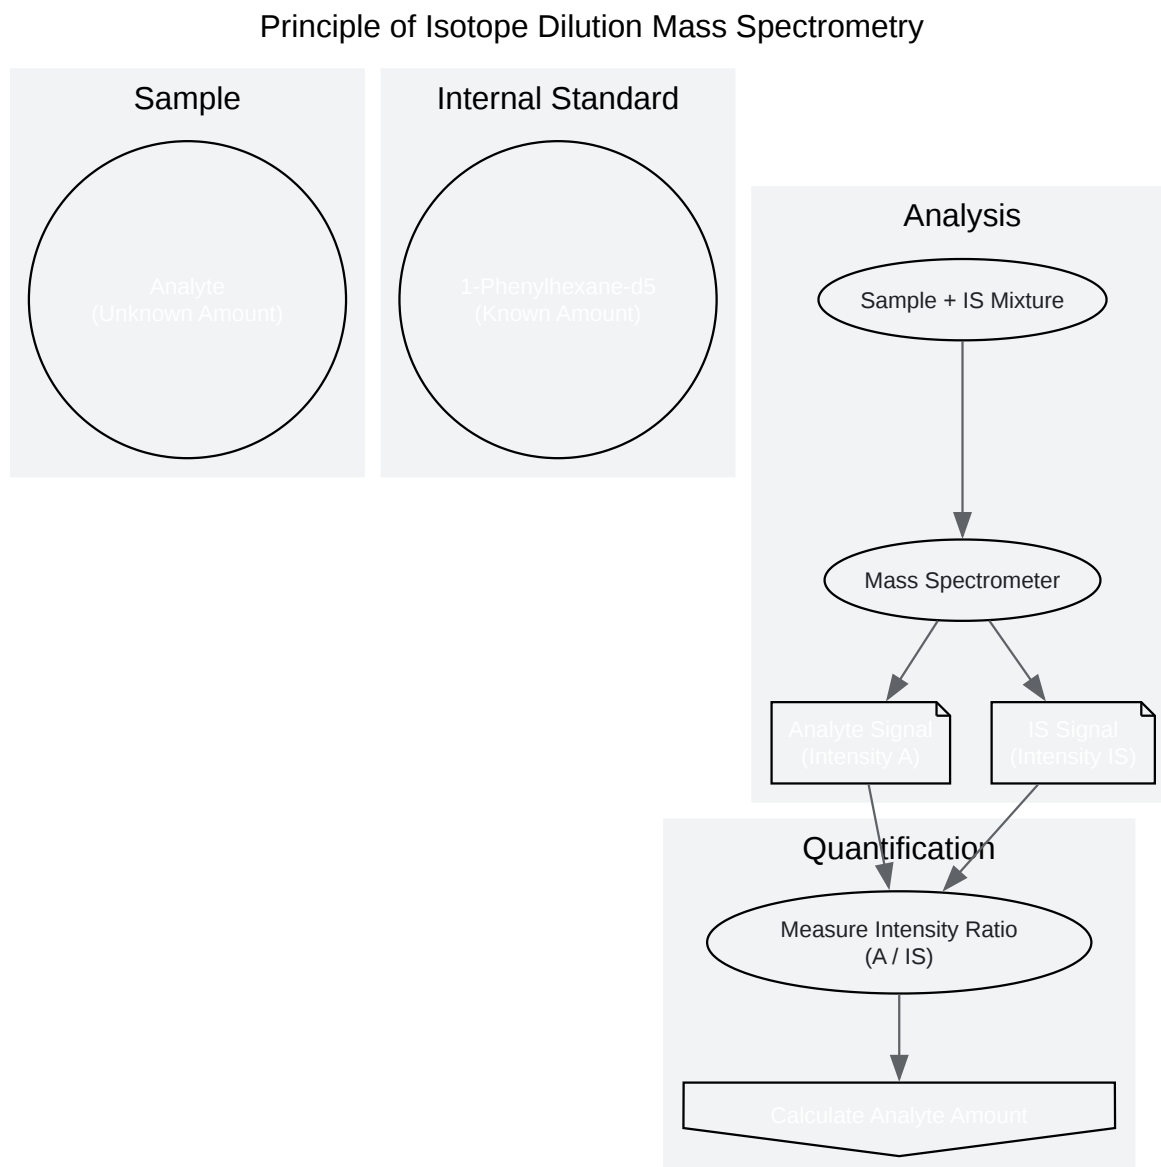 Principle of Isotope Dilution Mass Spectrometry
Sample
Analyte
(Unknown Amount)
Internal Standard
1-Phenylhexane-d5
(Known Amount)
Analysis
Sample + IS Mixture
Mass Spectrometer
Analyte Signal
(Intensity A)
IS Signal
(Intensity IS)
Quantification
Measure Intensity Ratio
(A / IS)
Calculate Analyte Amount